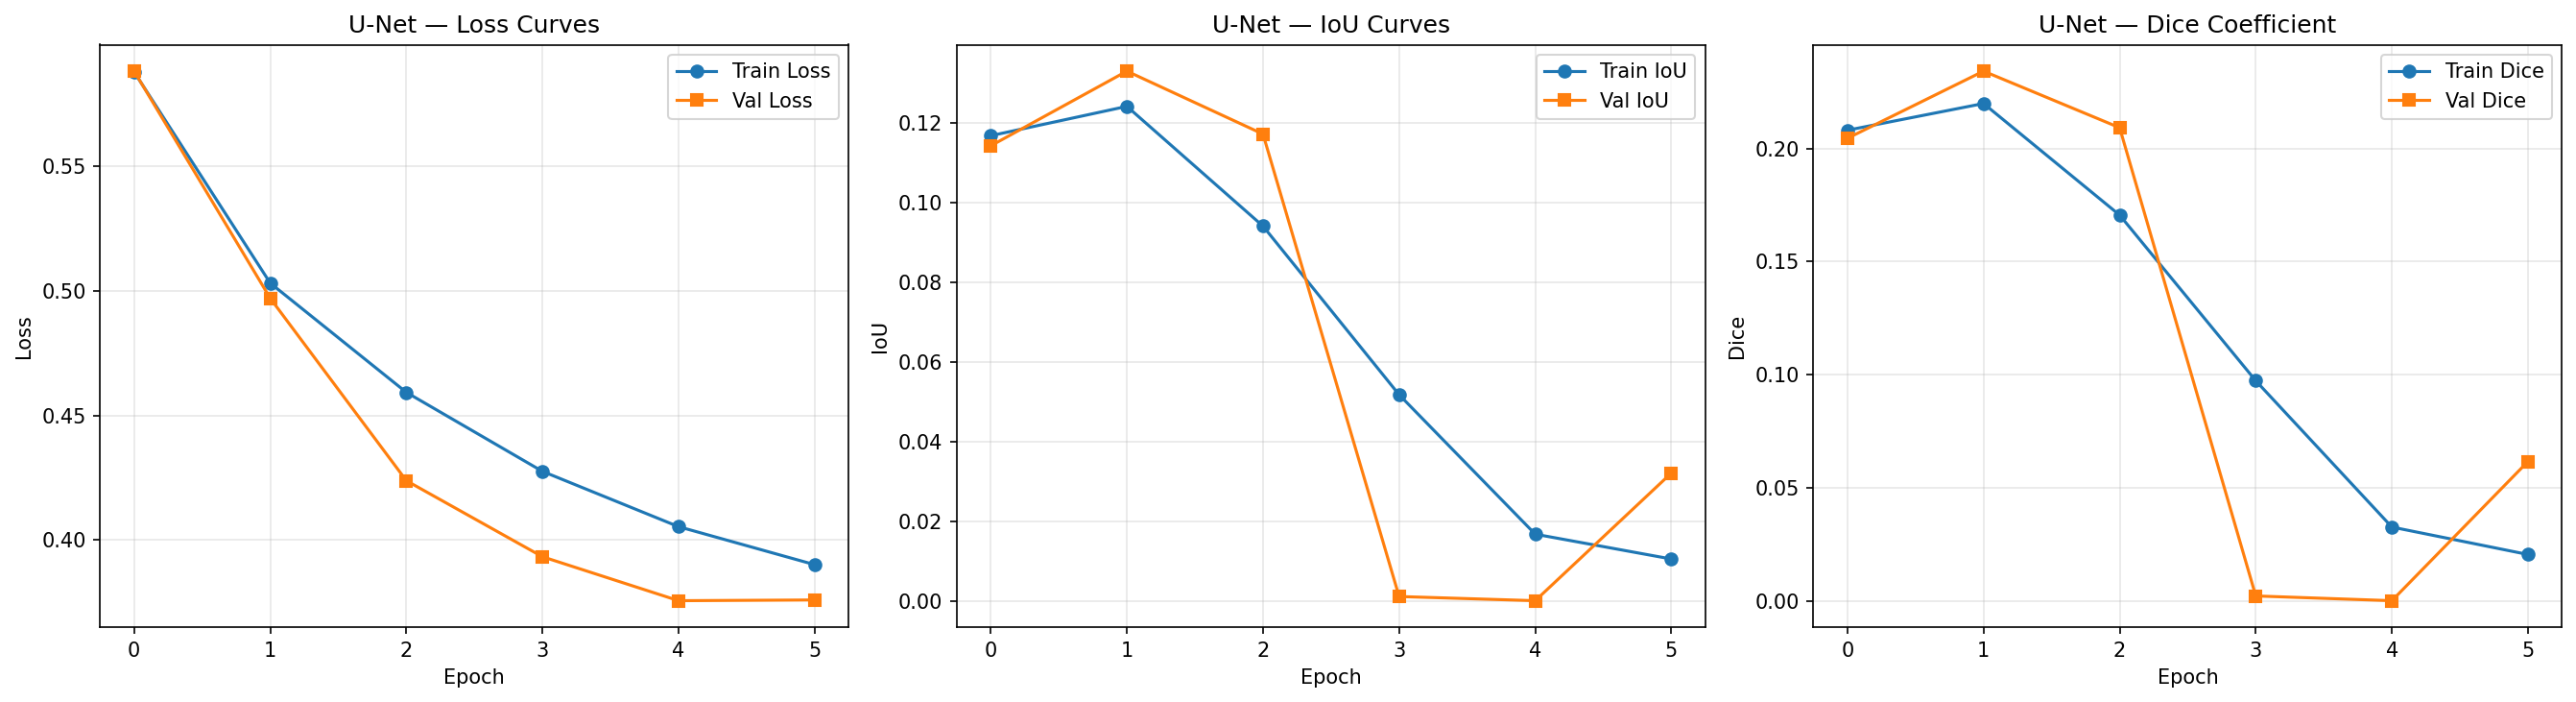 U-Net — Loss Curves
Train Loss
Val Loss
0.55
0.50
0.45
0.40
Loss
0 1 2 3 4 5
Epoch
U-Net — IoU Curves
Train IoU
Val IoU
0.12
0.10
0.08
0.06
0.04
0.02
0.00
IoU
0 1 2 3 4 5
Epoch
U-Net — Dice Coefficient
Train Dice
Val Dice
0.20
0.15
0.10
0.05
0.00
Dice
0 1 2 3 4 5
Epoch